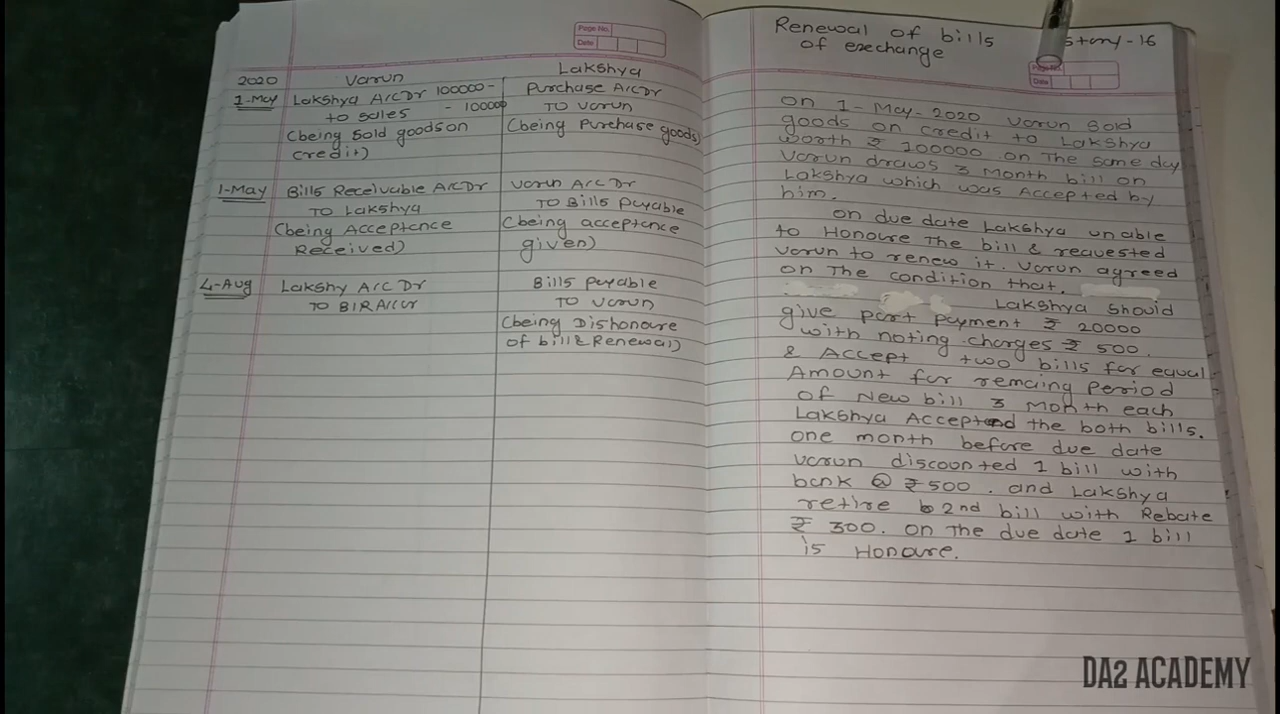 Page No.
Date
2020 Varun Lakshya
1-May Lakshya A/C Dr 100000- Purchase A/C Dr
to sales - 100000 TO Varun
(being sold goods on (being Purchase goods)
credit)
1-May Bills Receivable A/C Dr Varun A/C Dr
TO Lakshya TO Bills Payable
(being Acceptance (being acceptance
Received) given)
4-Aug Lakshy A/C Dr Bills Payable
TO B/R A/C Cr TO Varun
(being Dishonoure
of bill & Renewal)
Renewal of bills
of exechange
Story-16
Page No.
Date
on 1-May-2020 Varun sold
goods on credit to Lakshya
worth ₹ 100000 on The same day
Varun draws 3 Month bill on
Lakshya which was Accepted by
him.
on due date Lakshya unable
to Honoure The bill & requested
Varun to renew it. Varun agreed
on The condition that.
Lakshya should
give part payment ₹ 20000
with noting charges ₹ 500.
& Accept two bills for equal
Amount for remaing Period
of New bill 3 Month each
Lakshya Accepted the both bills.
one month before due date
Varun discounted 1 bill with
bank @ ₹ 500. and Lakshya
retire 2nd bill with Rebate
₹ 300. on The due date 1 bill
is Honoure.
DA2 ACADEMY